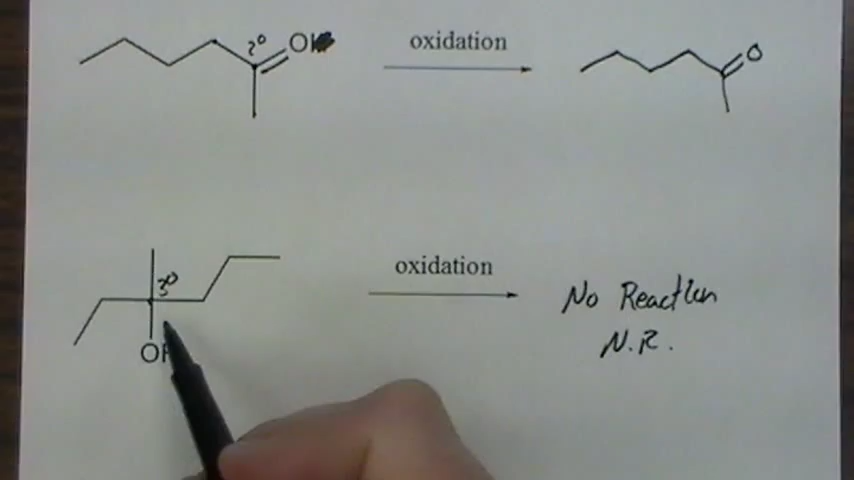 2° OH oxidation O
3° oxidation No Reaction
OH N.R.